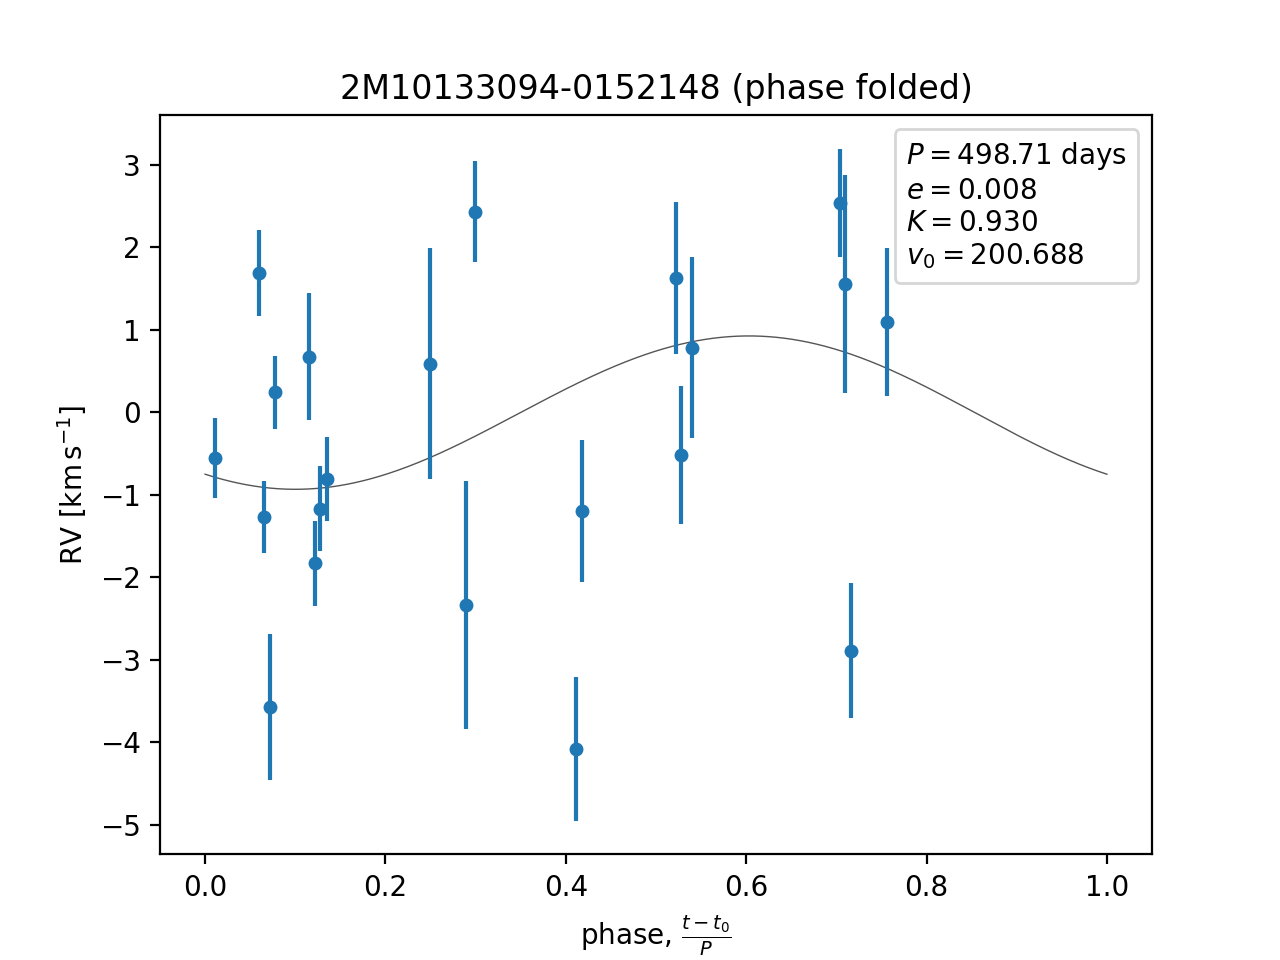 2M10133094-0152148 (phase folded)
P = 498.71 days
e = 0.008
K = 0.930
v₀ = 200.688
3
2
1
0
−1
−2
−3
−4
−5
RV [km s⁻¹]
0.0 0.2 0.4 0.6 0.8 1.0
phase, (t − t₀)/P